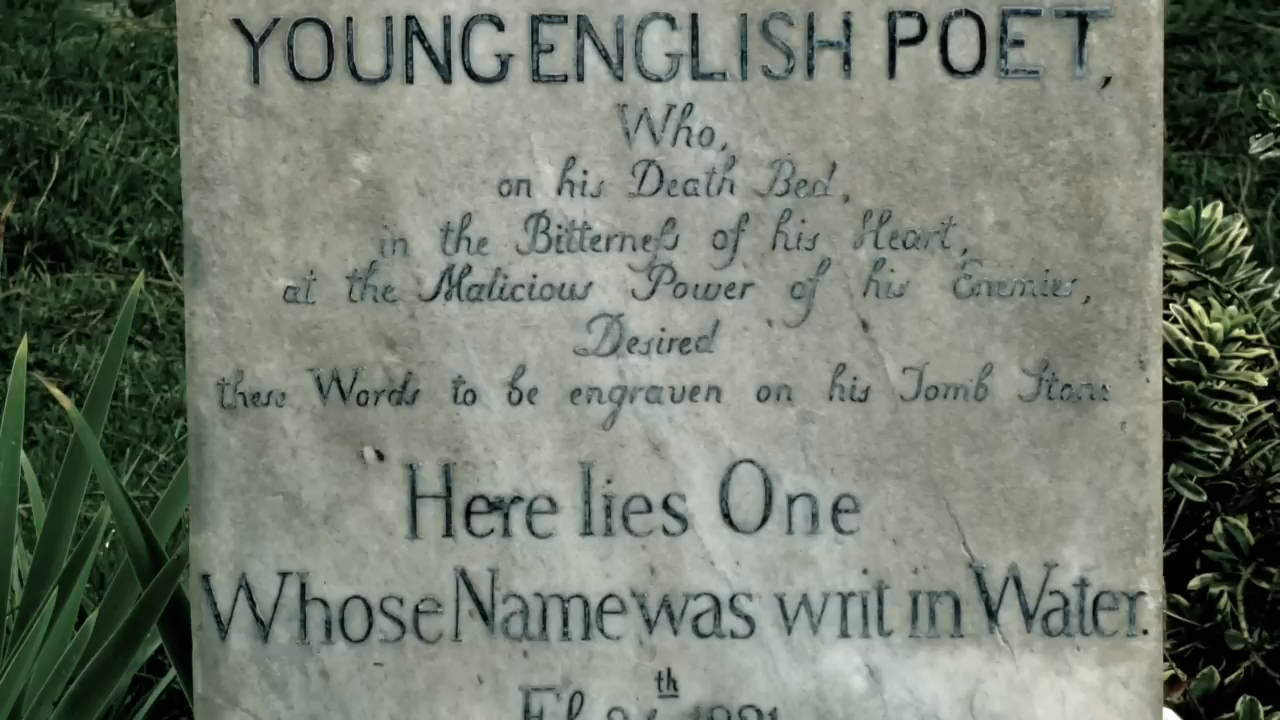 YOUNG ENGLISH POET,
Who,
on his Death Bed,
in the Bitterneſs of his Heart,
at the Malicious Power of his Enemies,
Desired
these Words to be engraven on his Tomb Stone
"Here lies One
Whose Name was writ in Water.